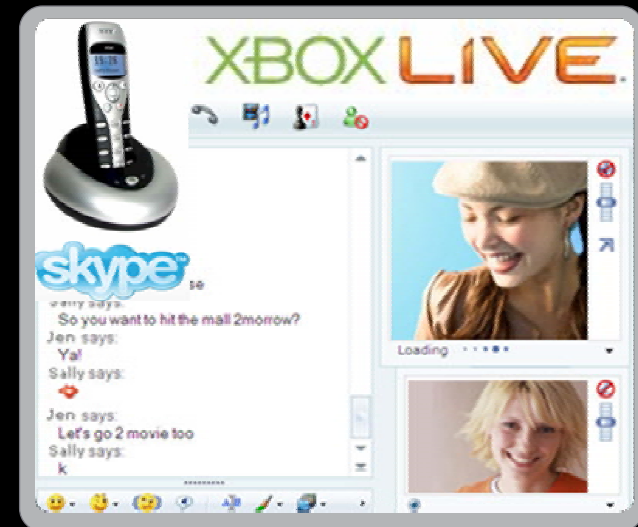 XBOX LIVE
skype
se
Sally says:
So you want to hit the mall 2morrow?
Jen says:
Ya!
Sally says:
Jen says:
Let's go 2 movie too
Sally says:
k
Loading